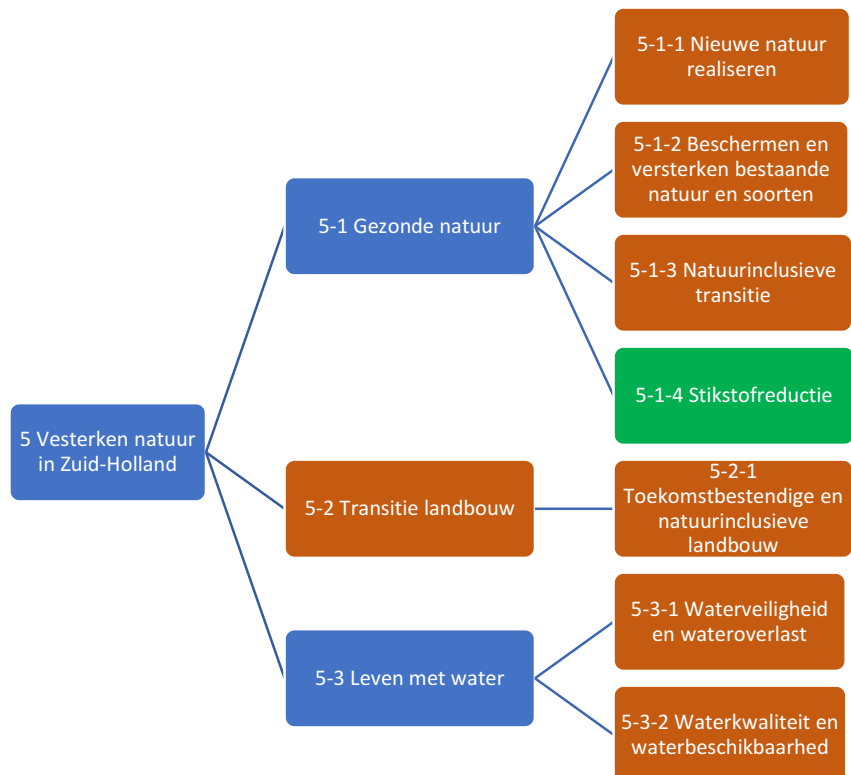 5-1-1 Nieuwe natuur
realiseren
5-1-2 Beschermen en
versterken bestaande
natuur en soorten
5-1 Gezonde natuur
5-1-3 Natuurinclusieve
transitie
5-1-4 Stikstofreductie
5 Vesterken natuur
in Zuid-Holland
5-2 Transitie landbouw
5-2-1
Toekomstbestendige en
natuurinclusieve
landbouw
5-3-1 Waterveiligheid
en wateroverlast
5-3 Leven met water
5-3-2 Waterkwaliteit en
waterbeschikbaarhed